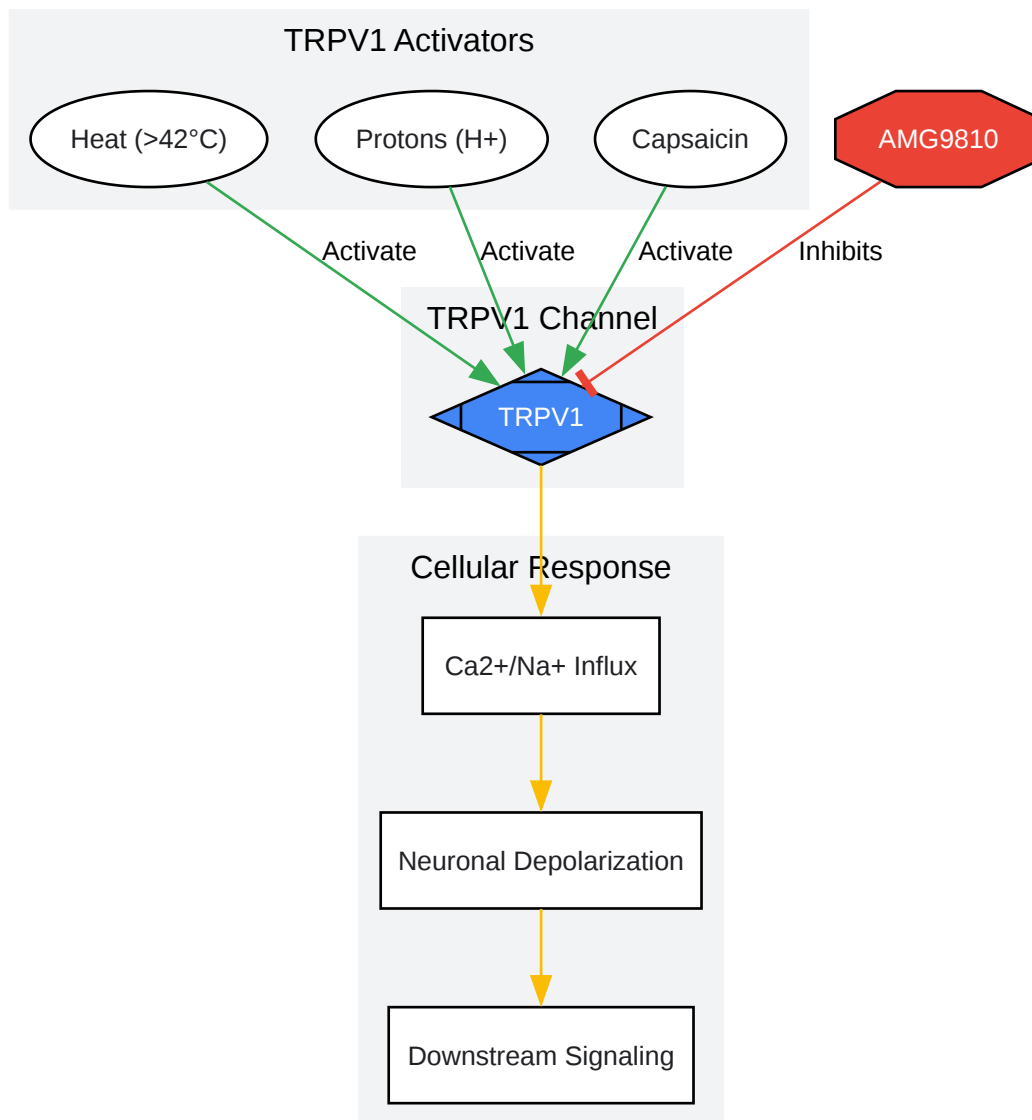 TRPV1 Activators
Heat (>42°C)
Protons (H+)
Capsaicin
AMG9810
Activate
Activate
Activate
Inhibits
TRPV1 Channel
TRPV1
Cellular Response
Ca2+/Na+ Influx
Neuronal Depolarization
Downstream Signaling